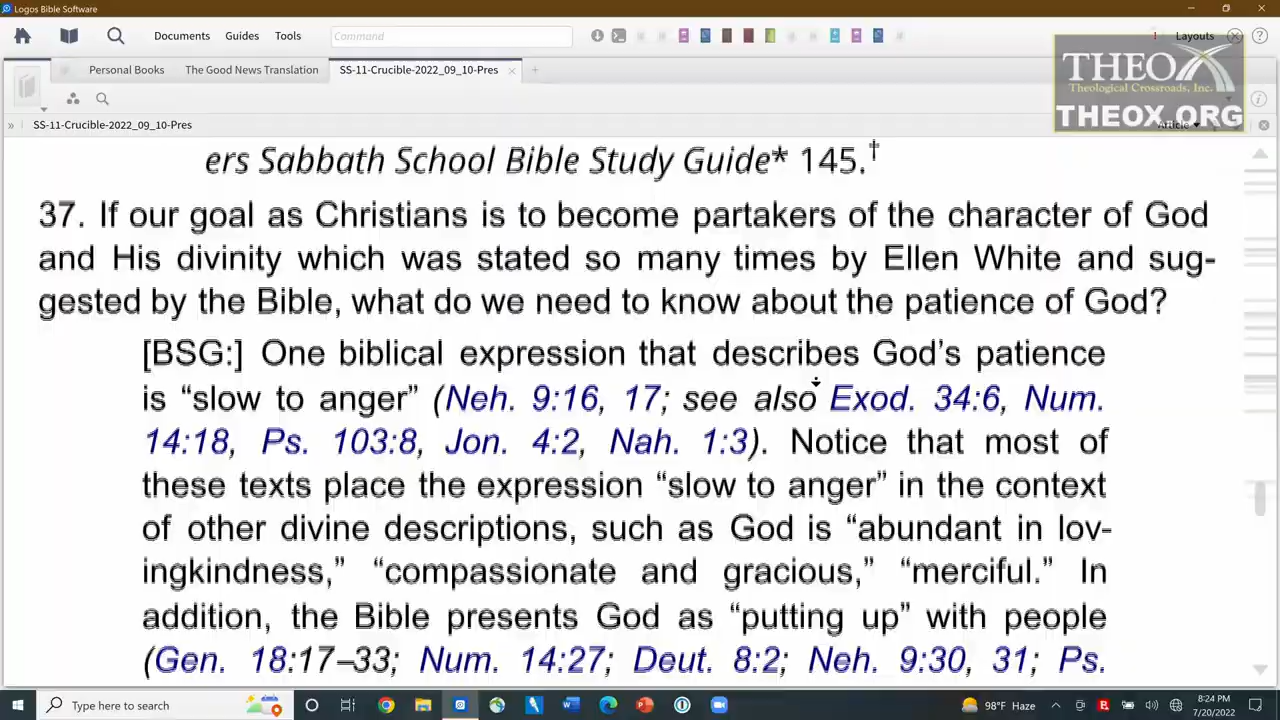 Logos Bible Software
Documents Guides Tools Command Layouts
Personal Books The Good News Translation SS-11-Crucible-2022_09_10-Pres
THEOX
Theological Crossroads, Inc.
THEOX.ORG
SS-11-Crucible-2022_09_10-Pres Article
ers Sabbath School Bible Study Guide* 145.†
37. If our goal as Christians is to become partakers of the character of God
and His divinity which was stated so many times by Ellen White and sug-
gested by the Bible, what do we need to know about the patience of God?
[BSG:] One biblical expression that describes God’s patience
is “slow to anger” (Neh. 9:16, 17; see also Exod. 34:6, Num.
14:18, Ps. 103:8, Jon. 4:2, Nah. 1:3). Notice that most of
these texts place the expression “slow to anger” in the context
of other divine descriptions, such as God is “abundant in lov-
ingkindness,” “compassionate and gracious,” “merciful.” In
addition, the Bible presents God as “putting up” with people
(Gen. 18:17–33; Num. 14:27; Deut. 8:2; Neh. 9:30, 31; Ps.
Type here to search 98°F Haze 8:24 PM
7/20/2022